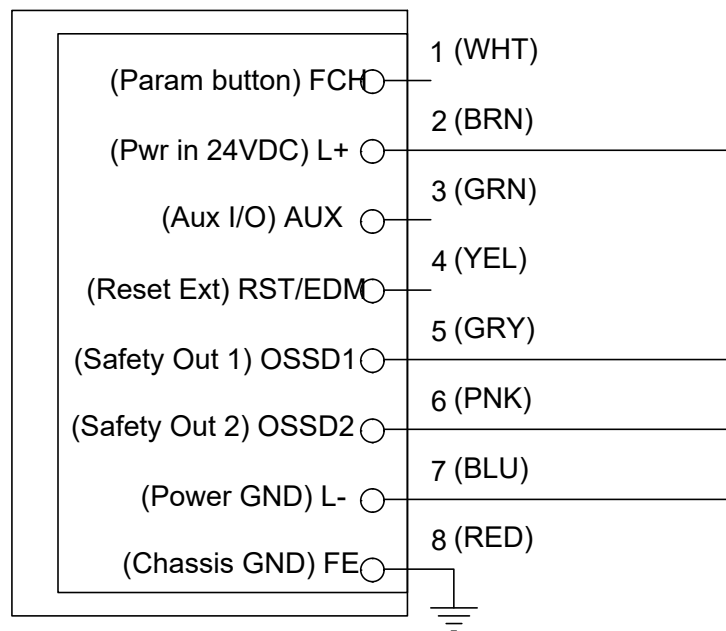 (Param button) FCH 1 (WHT)
(Pwr in 24VDC) L+ 2 (BRN)
(Aux I/O) AUX 3 (GRN)
(Reset Ext) RST/EDM 4 (YEL)
(Safety Out 1) OSSD1 5 (GRY)
(Safety Out 2) OSSD2 6 (PNK)
(Power GND) L- 7 (BLU)
(Chassis GND) FE 8 (RED)